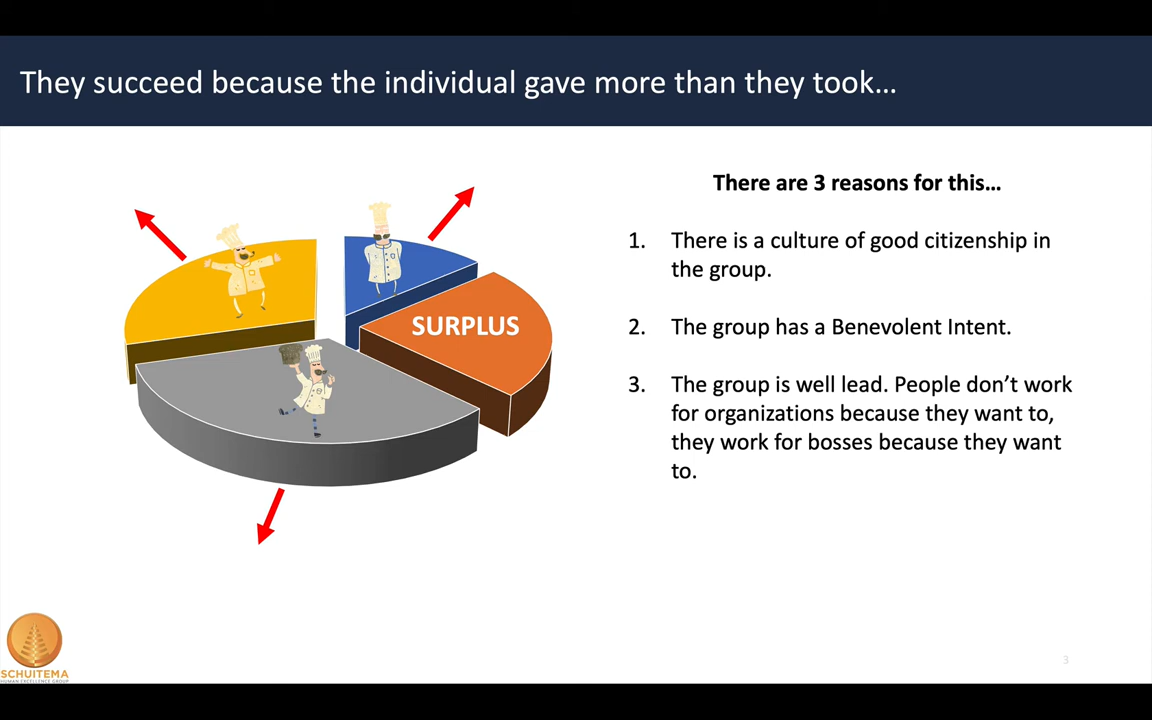 They succeed because the individual gave more than they took...
There are 3 reasons for this...
1. There is a culture of good citizenship in
the group.
2. The group has a Benevolent Intent.
3. The group is well lead. People don't work
for organizations because they want to,
they work for bosses because they want
to.
SURPLUS
SCHUITEMA
HUMAN EXCELLENCE GROUP
3